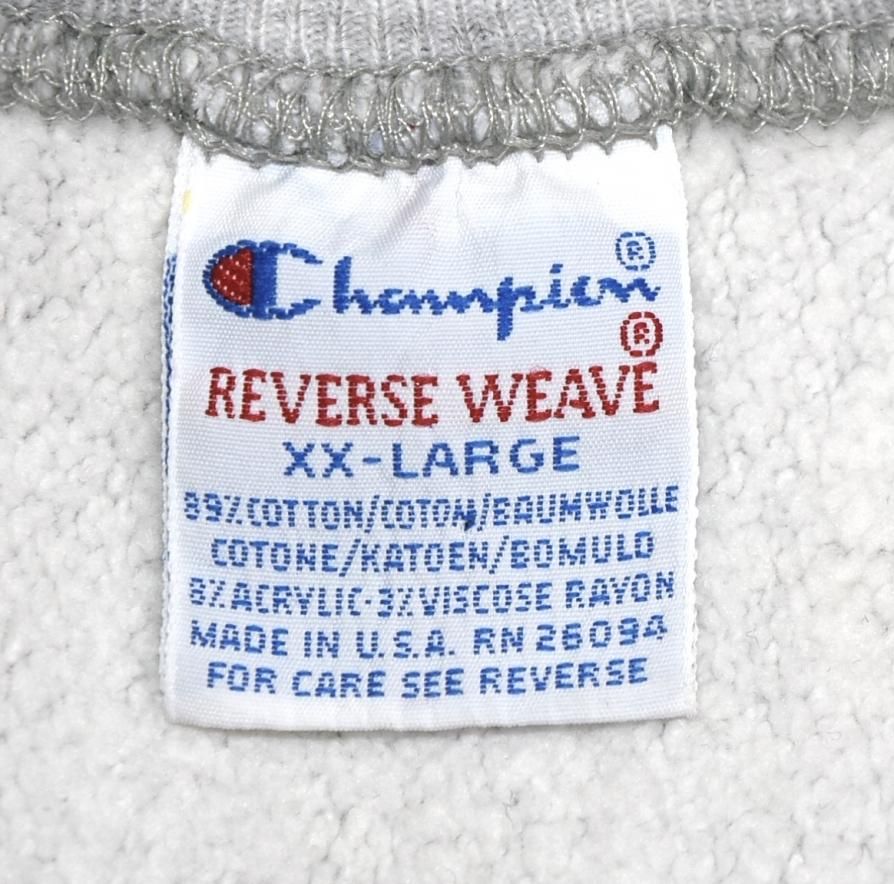 Champion®
®
REVERSE WEAVE
XX-LARGE
89% COTTON/COTON/BAUMWOLLE
COTONE/KATOEN/BOMULD
8% ACRYLIC·3% VISCOSE RAYON
MADE IN U.S.A. RN 26094
FOR CARE SEE REVERSE